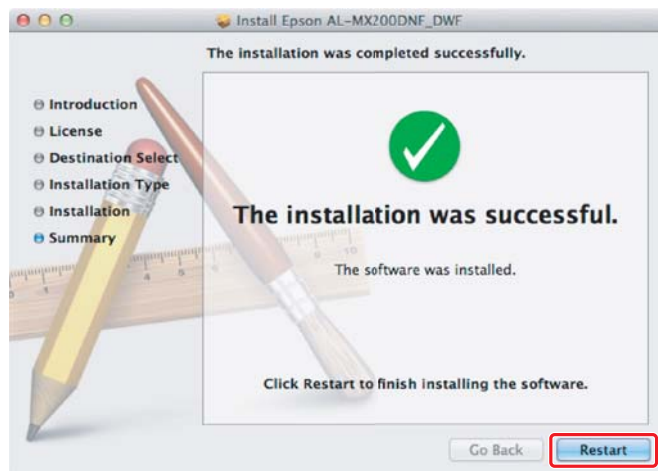 Install Epson AL-MX200DNF_DWF
The installation was completed successfully.
Introduction
License
Destination Select
Installation Type
Installation
Summary
The installation was successful.
The software was installed.
Click Restart to finish installing the software.
Go Back
Restart